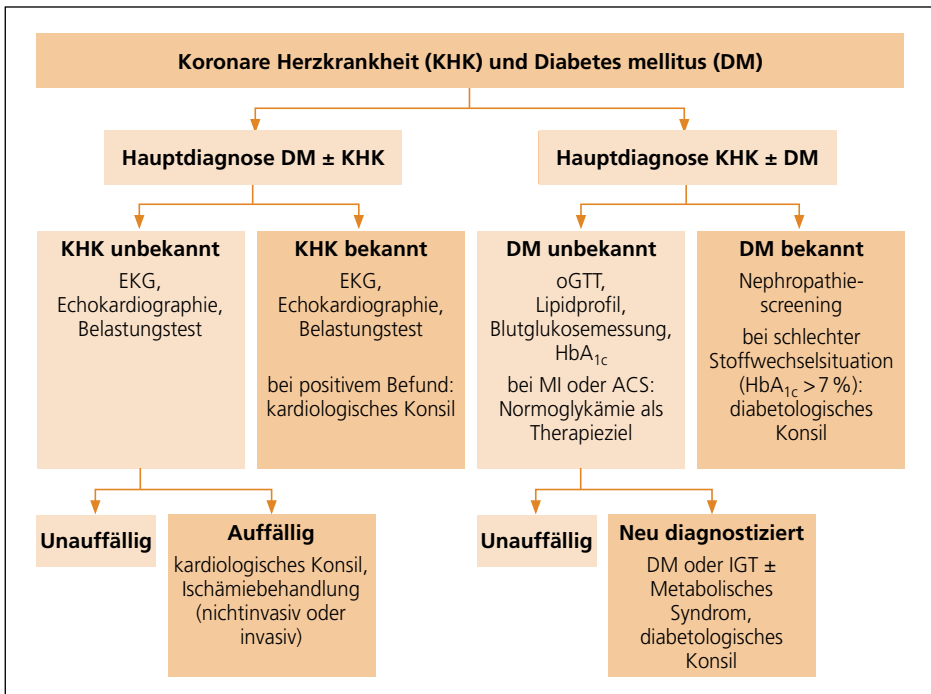 Koronare Herzkrankheit (KHK) und Diabetes mellitus (DM)
Hauptdiagnose DM ± KHK
Hauptdiagnose KHK ± DM
KHK unbekannt
EKG,
Echokardiographie,
Belastungstest
KHK bekannt
EKG,
Echokardiographie,
Belastungstest
bei positivem Befund:
kardiologisches Konsil
DM unbekannt
oGTT,
Lipidprofil,
Blutglukosemessung,
HbA1c
bei MI oder ACS:
Normoglykämie als
Therapieziel
DM bekannt
Nephropathie-
screening
bei schlechter
Stoffwechselsituation
(HbA1c >7 %):
diabetologisches
Konsil
Unauffällig
Auffällig
kardiologisches Konsil,
Ischämiebehandlung
(nichtinvasiv oder
invasiv)
Unauffällig
Neu diagnostiziert
DM oder IGT ±
Metabolisches
Syndrom,
diabetologisches
Konsil